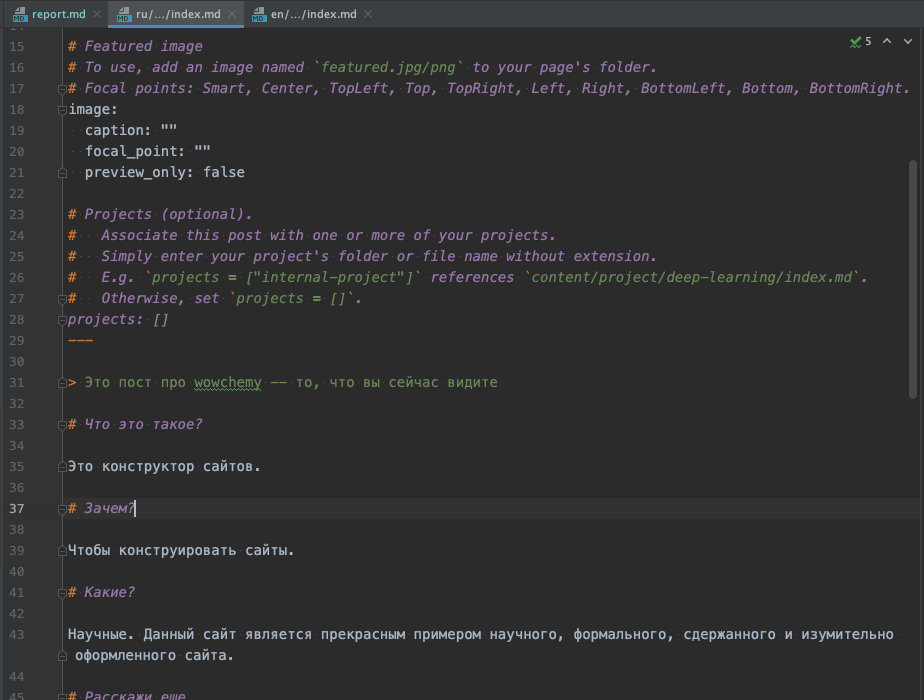 report.md
ru/.../index.md
en/.../index.md
5
15 # Featured image
16 # To use, add an image named `featured.jpg/png` to your page's folder.
17 # Focal points: Smart, Center, TopLeft, Top, TopRight, Left, Right, BottomLeft, Bottom, BottomRight.
18 image:
19 caption: ""
20 focal_point: ""
21 preview_only: false
22
23 # Projects (optional).
24 # Associate this post with one or more of your projects.
25 # Simply enter your project's folder or file name without extension.
26 # E.g. `projects = ["internal-project"]` references `content/project/deep-learning/index.md`.
27 # Otherwise, set `projects = []`.
28 projects: []
29 ---
30
31 > Это пост про wowchemy -- то, что вы сейчас видите
32
33 # Что это такое?
34
35 Это конструктор сайтов.
36
37 # Зачем?
38
39 Чтобы конструировать сайты.
40
41 # Какие?
42
43 Научные. Данный сайт является прекрасным примером научного, формального, сдержанного и изумительно
оформленного сайта.
44
45 # Расскажи еще